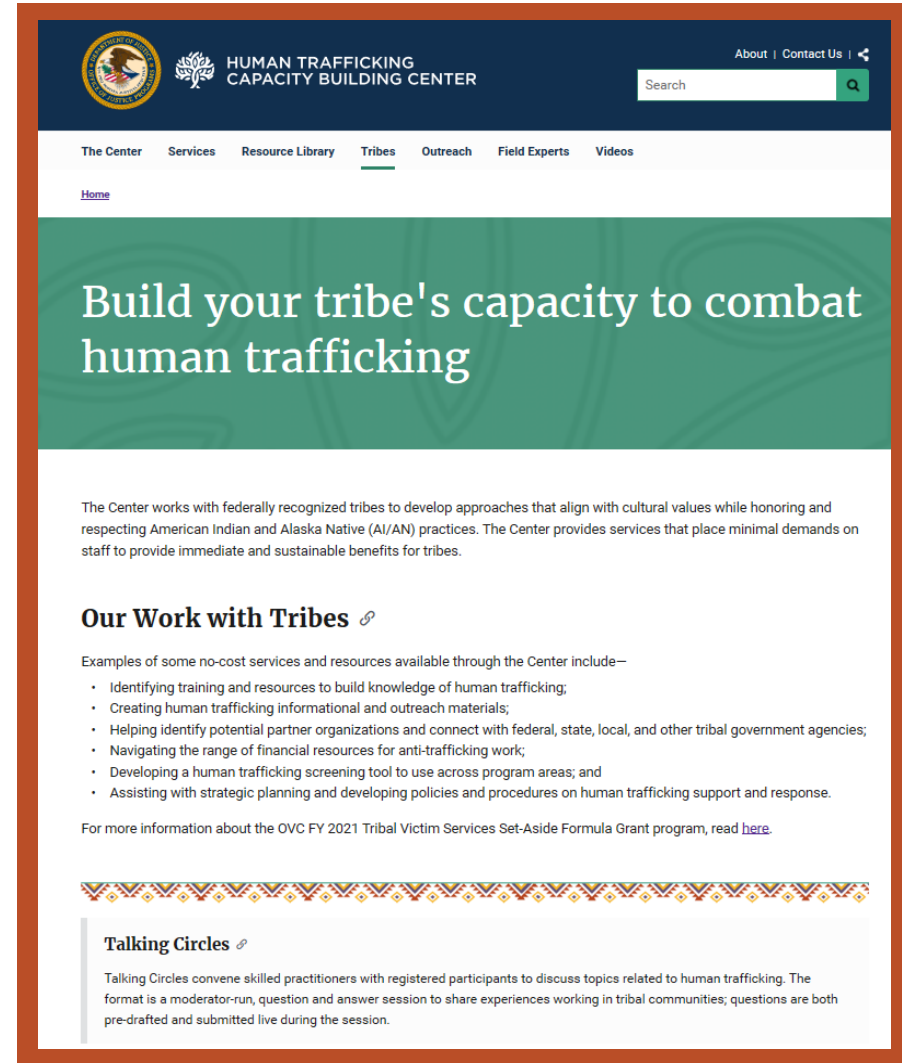 DEPARTMENT OF JUSTICE
OFFICE OF JUSTICE PROGRAMS
HUMAN TRAFFICKING
CAPACITY BUILDING CENTER
About | Contact Us |
Search
The Center Services Resource Library Tribes Outreach Field Experts Videos
Home
Build your tribe's capacity to combat
human trafficking
The Center works with federally recognized tribes to develop approaches that align with cultural values while honoring and
respecting American Indian and Alaska Native (AI/AN) practices. The Center provides services that place minimal demands on
staff to provide immediate and sustainable benefits for tribes.
Our Work with Tribes
Examples of some no-cost services and resources available through the Center include—
• Identifying training and resources to build knowledge of human trafficking;
• Creating human trafficking informational and outreach materials;
• Helping identify potential partner organizations and connect with federal, state, local, and other tribal government agencies;
• Navigating the range of financial resources for anti-trafficking work;
• Developing a human trafficking screening tool to use across program areas; and
• Assisting with strategic planning and developing policies and procedures on human trafficking support and response.
For more information about the OVC FY 2021 Tribal Victim Services Set-Aside Formula Grant program, read here.
Talking Circles
Talking Circles convene skilled practitioners with registered participants to discuss topics related to human trafficking. The
format is a moderator-run, question and answer session to share experiences working in tribal communities; questions are both
pre-drafted and submitted live during the session.